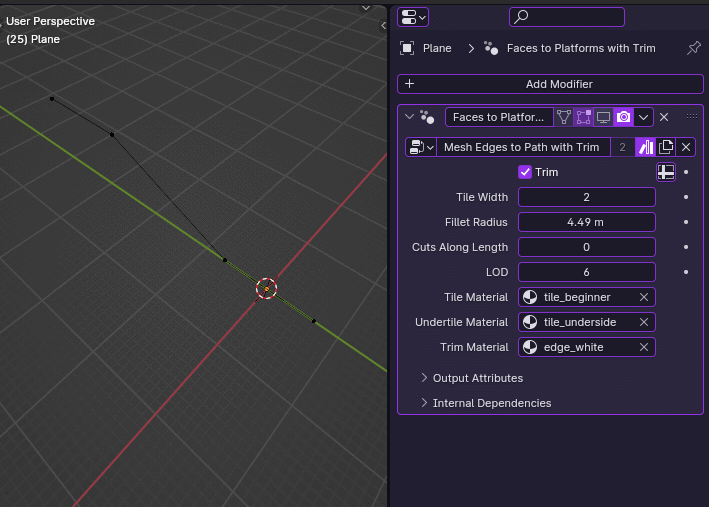 User Perspective
(25) Plane
Plane
Faces to Platforms with Trim
Add Modifier
Faces to Platfor...
Mesh Edges to Path with Trim 2
Trim
Tile Width 2
Fillet Radius 4.49 m
Cuts Along Length 0
LOD 6
Tile Material tile_beginner
Undertile Material tile_underside
Trim Material edge_white
Output Attributes
Internal Dependencies